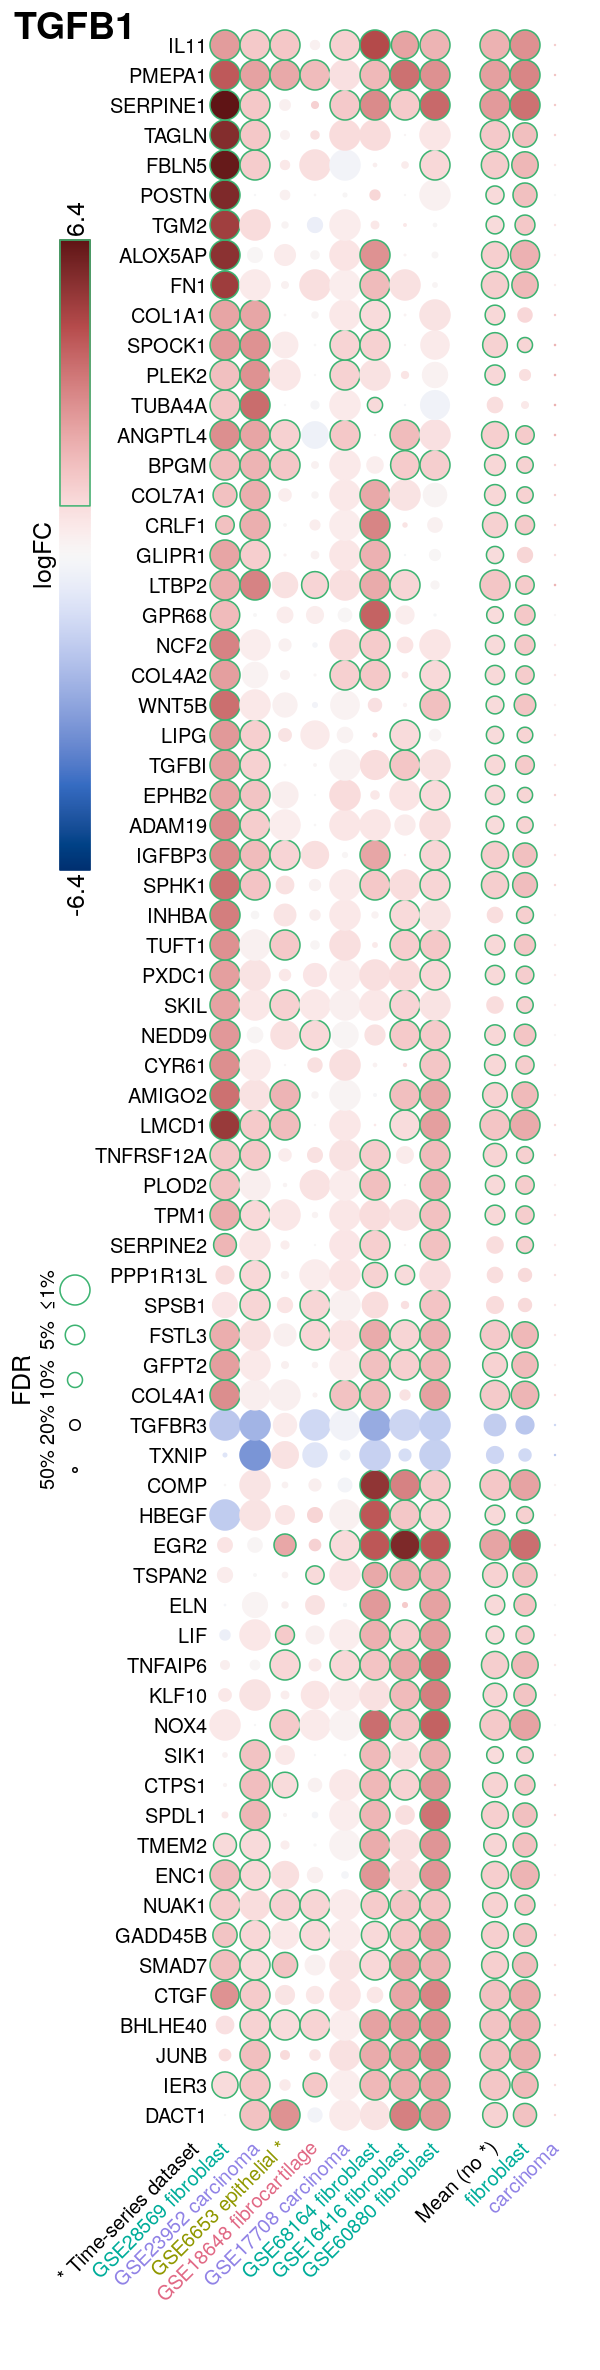 TGFB1
IL11
PMEPA1
SERPINE1
TAGLN
FBLN5
POSTN
TGM2
ALOX5AP
FN1
COL1A1
SPOCK1
PLEK2
TUBA4A
ANGPTL4
BPGM
COL7A1
CRLF1
GLIPR1
LTBP2
GPR68
NCF2
COL4A2
WNT5B
LIPG
TGFBI
EPHB2
ADAM19
IGFBP3
SPHK1
INHBA
TUFT1
PXDC1
SKIL
NEDD9
CYR61
AMIGO2
LMCD1
TNFRSF12A
PLOD2
TPM1
SERPINE2
PPP1R13L
SPSB1
FSTL3
GFPT2
COL4A1
TGFBR3
TXNIP
COMP
HBEGF
EGR2
TSPAN2
ELN
LIF
TNFAIP6
KLF10
NOX4
SIK1
CTPS1
SPDL1
TMEM2
ENC1
NUAK1
GADD45B
SMAD7
CTGF
BHLHE40
JUNB
IER3
DACT1
6.4
logFC
-6.4
FDR
50% 20% 10% 5% ≤1%
* Time-series dataset
GSE28569 fibroblast
GSE23952 carcinoma
GSE6653 epithelial *
GSE18648 fibrocartilage
GSE17708 carcinoma
GSE68164 fibroblast
GSE16416 fibroblast
GSE60880 fibroblast
Mean (no *)
fibroblast
carcinoma